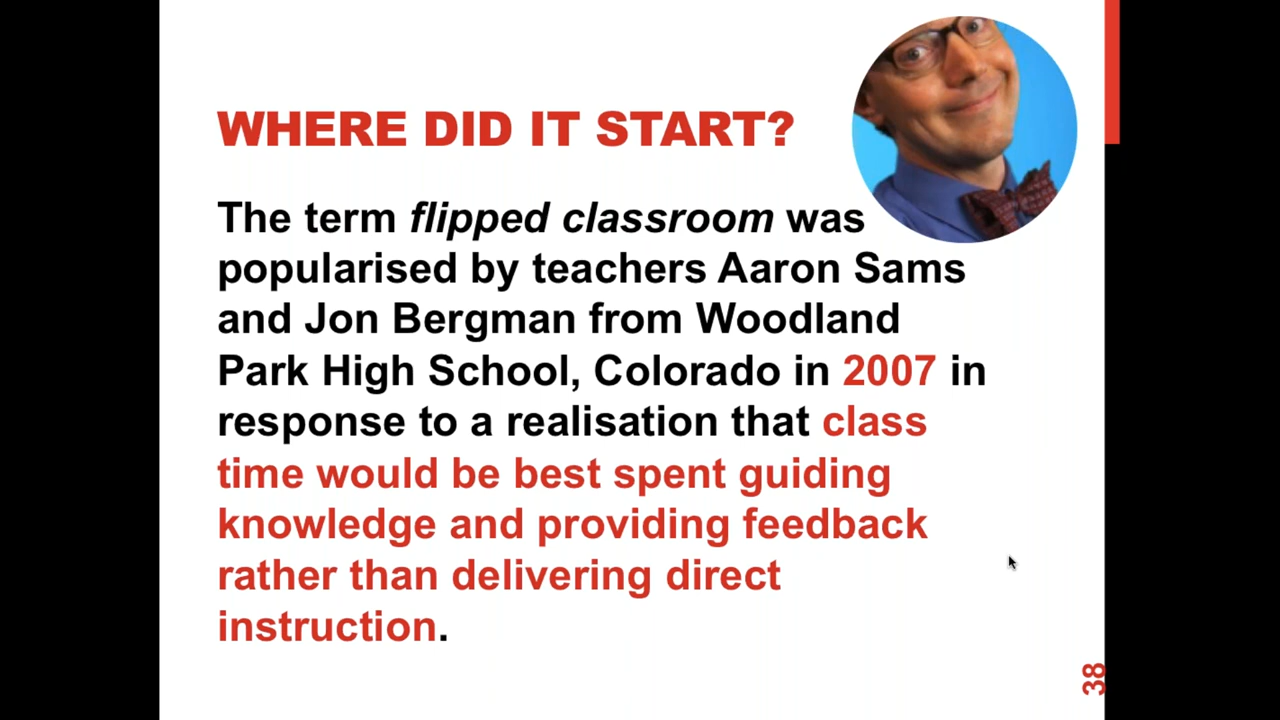 WHERE DID IT START?
The term flipped classroom was
popularised by teachers Aaron Sams
and Jon Bergman from Woodland
Park High School, Colorado in 2007 in
response to a realisation that class
time would be best spent guiding
knowledge and providing feedback
rather than delivering direct
instruction.
38